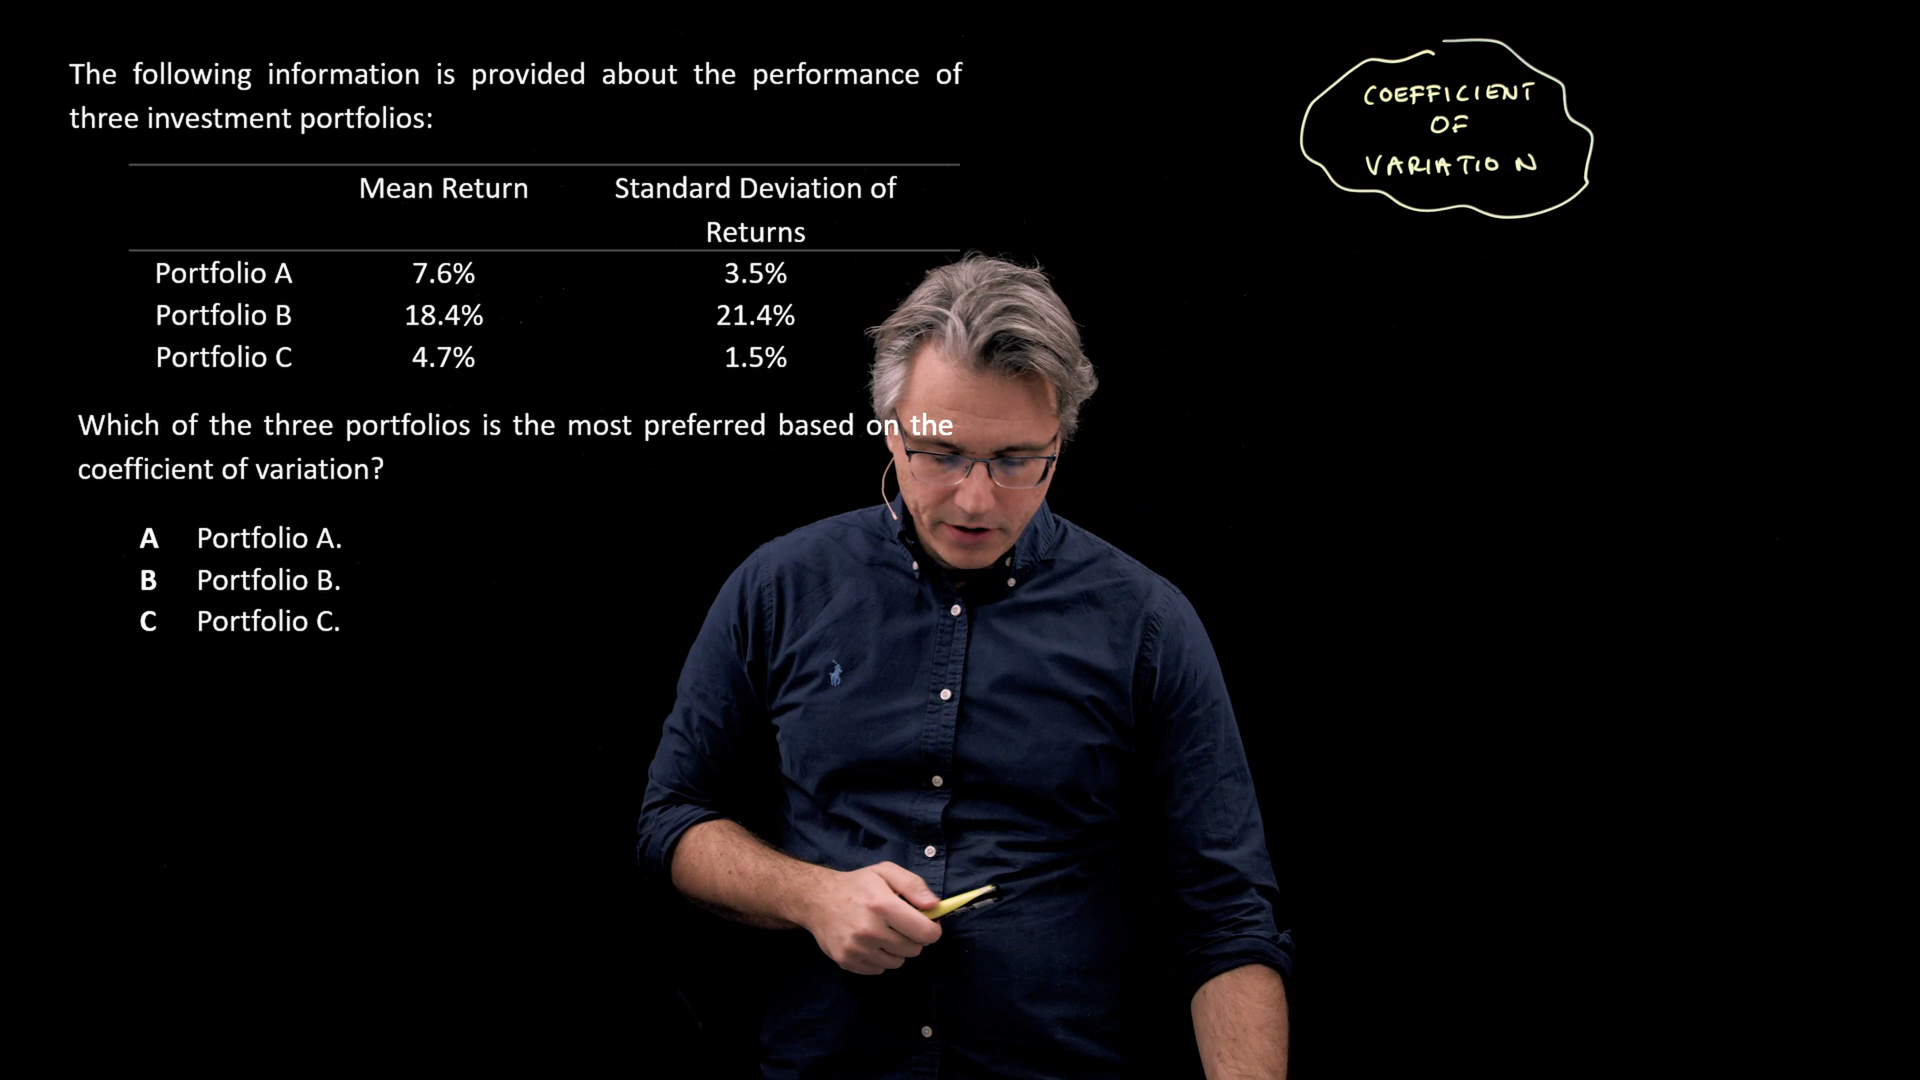 The following information is provided about the performance of
three investment portfolios:
Mean Return Standard Deviation of
Returns
Portfolio A 7.6% 3.5%
Portfolio B 18.4% 21.4%
Portfolio C 4.7% 1.5%
Which of the three portfolios is the most preferred based on the
coefficient of variation?
A Portfolio A.
B Portfolio B.
C Portfolio C.
COEFFICIENT
OF
VARIATION